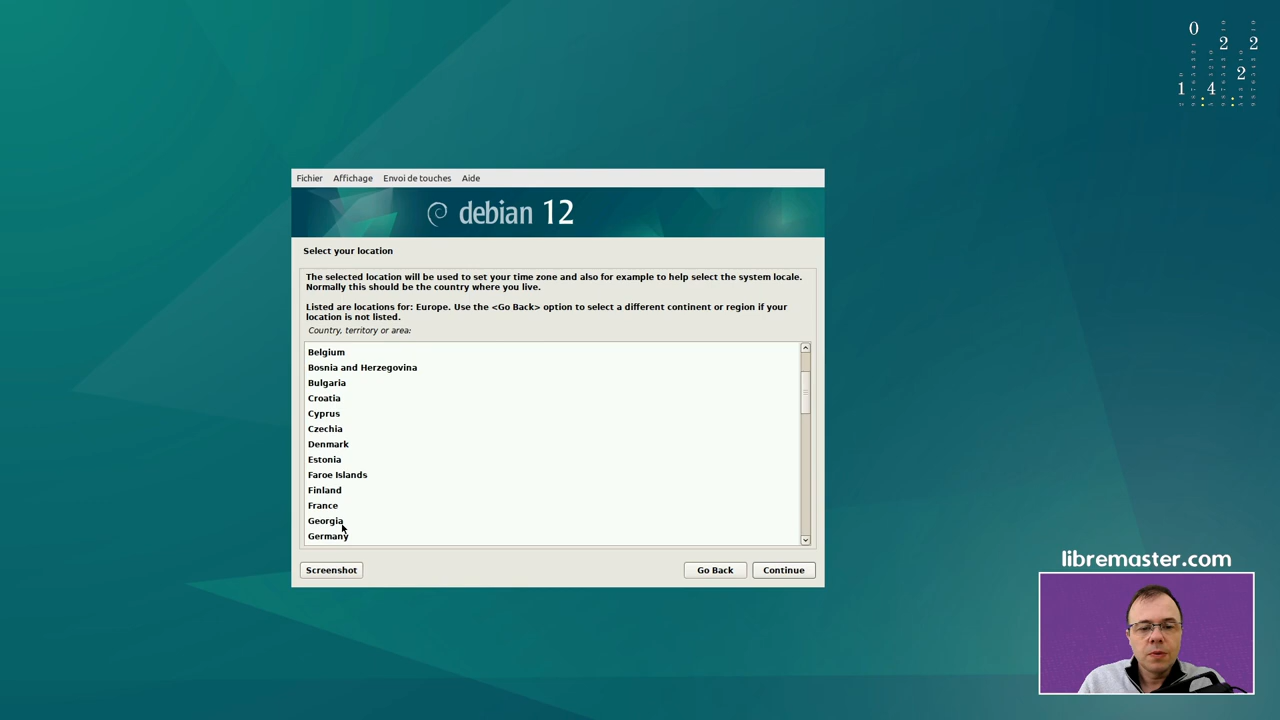 0
2 2
2
1 4
Fichier Affichage Envoi de touches Aide
debian 12
Select your location
The selected location will be used to set your time zone and also for example to help select the system locale.
Normally this should be the country where you live.
Listed are locations for: Europe. Use the <Go Back> option to select a different continent or region if your
location is not listed.
Country, territory or area:
Belgium
Bosnia and Herzegovina
Bulgaria
Croatia
Cyprus
Czechia
Denmark
Estonia
Faroe Islands
Finland
France
Georgia
Germany
Screenshot Go Back Continue
libremaster.com